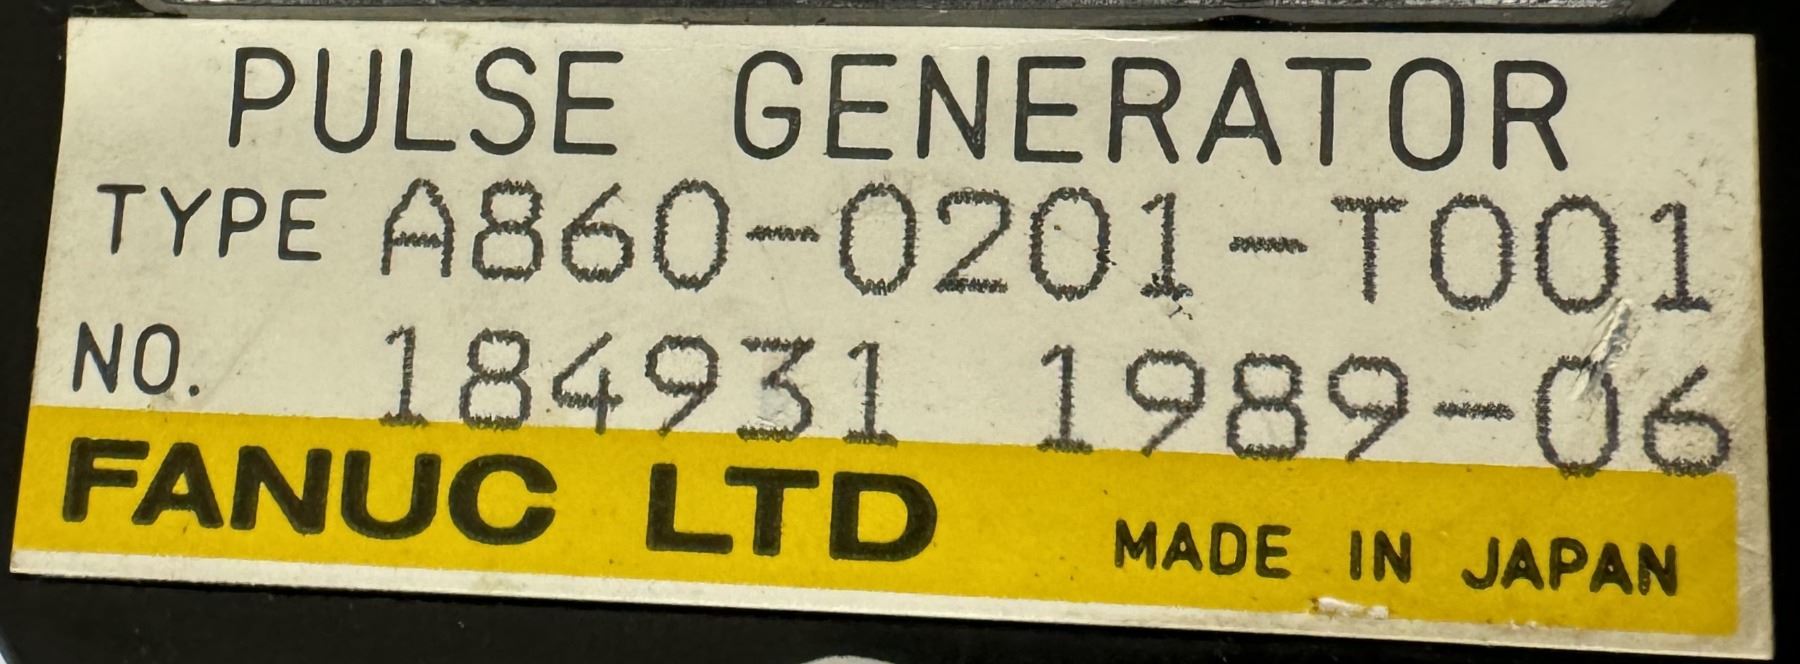 PULSE GENERATOR
TYPE A860-0201-T001
NO. 184931 1989-06
FANUC LTD MADE IN JAPAN